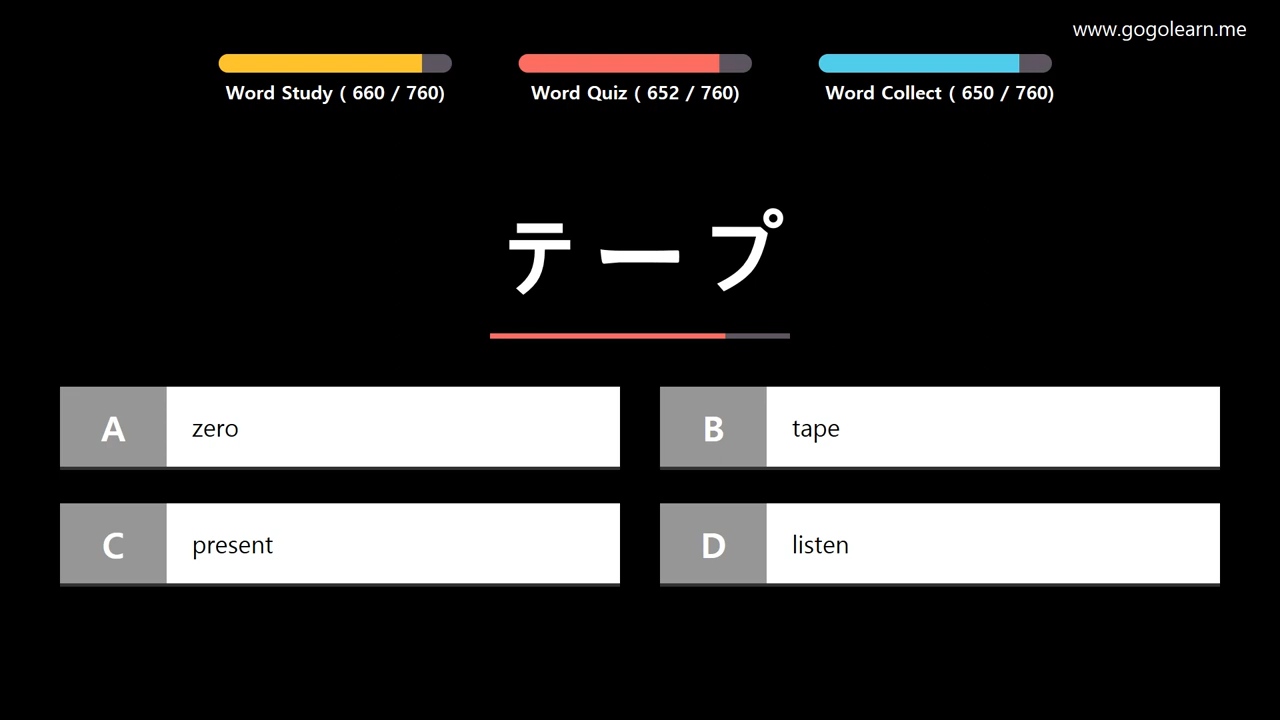 www.gogolearn.me
Word Study ( 660 / 760)
Word Quiz ( 652 / 760)
Word Collect ( 650 / 760)
テープ
A zero
B tape
C present
D listen